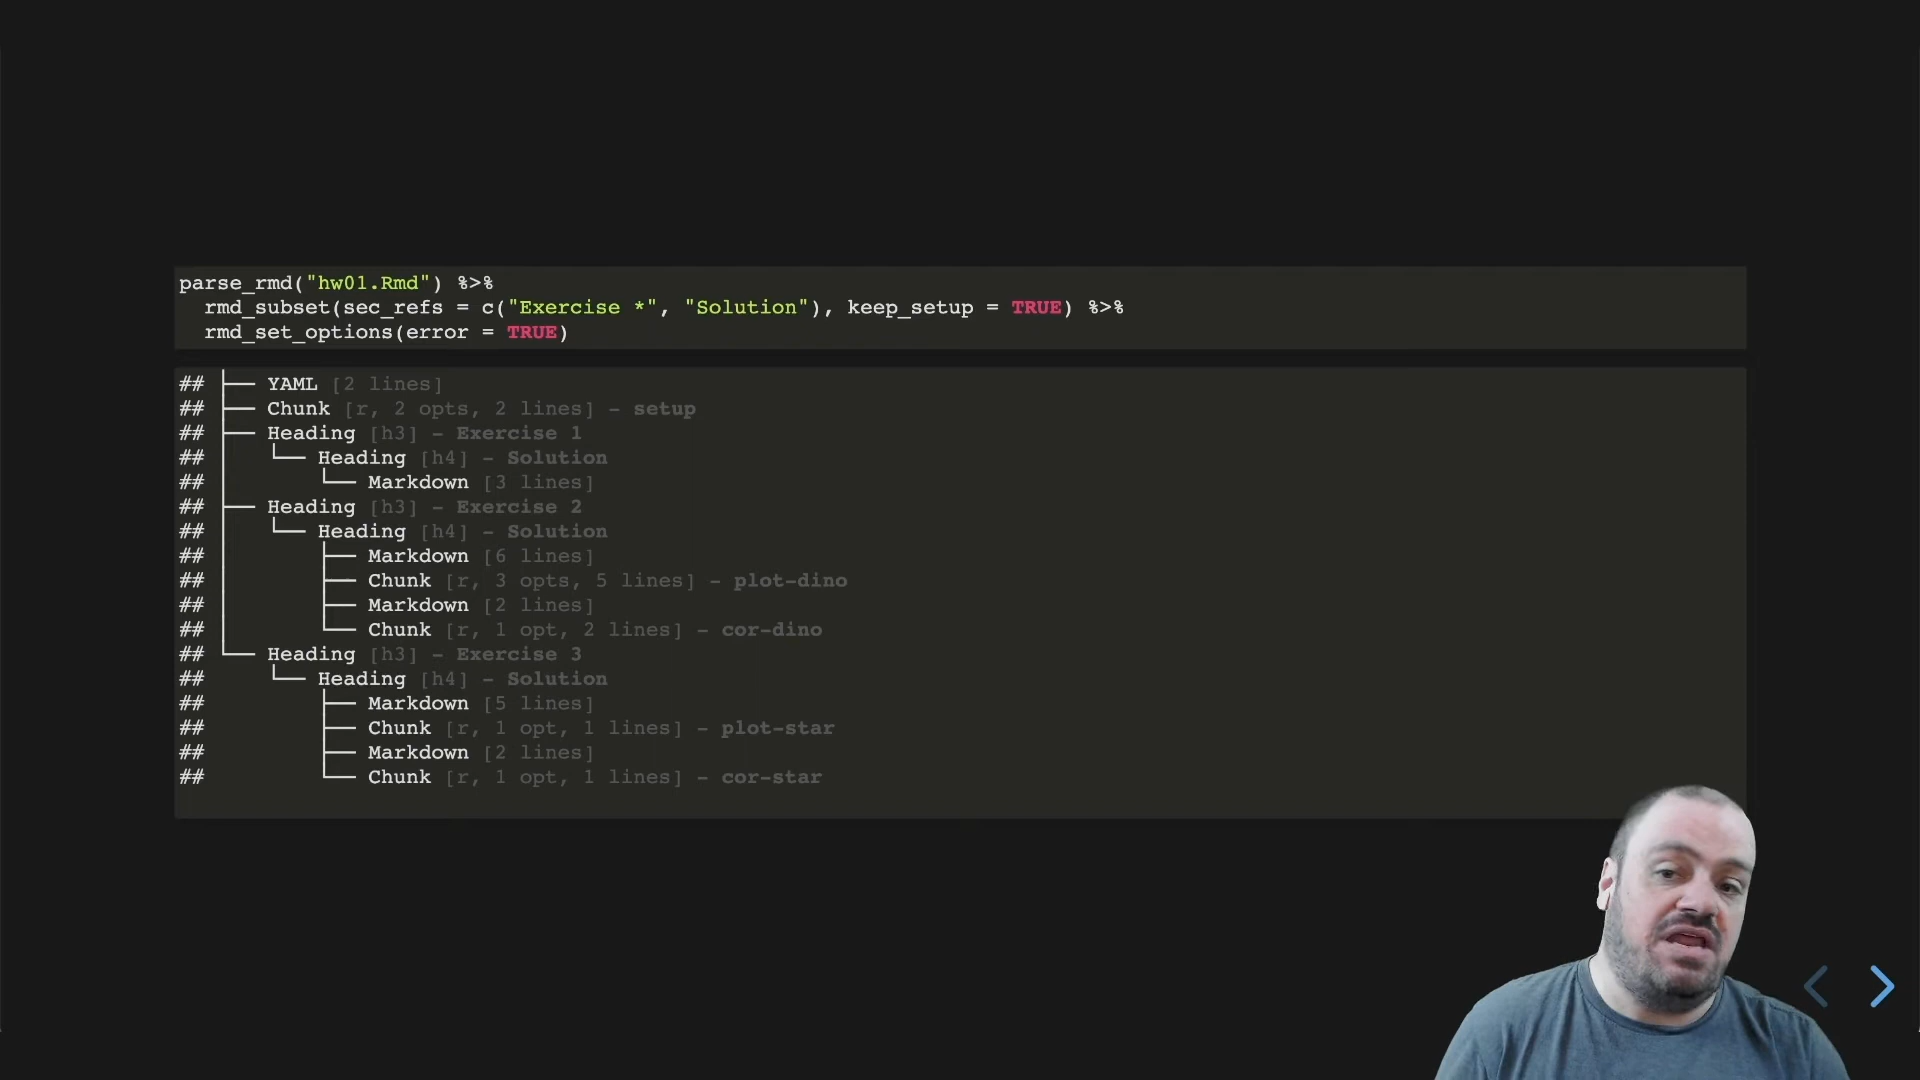 parse_rmd("hw01.Rmd") %>%
  rmd_subset(sec_refs = c("Exercise *", "Solution"), keep_setup = TRUE) %>%
  rmd_set_options(error = TRUE)
## ├── YAML [2 lines]
## ├── Chunk [r, 2 opts, 2 lines] - setup
## ├── Heading [h3] - Exercise 1
## │   └── Heading [h4] - Solution
## │       └── Markdown [3 lines]
## ├── Heading [h3] - Exercise 2
## │   └── Heading [h4] - Solution
## │       ├── Markdown [6 lines]
## │       ├── Chunk [r, 3 opts, 5 lines] - plot-dino
## │       ├── Markdown [2 lines]
## │       └── Chunk [r, 1 opt, 2 lines] - cor-dino
## └── Heading [h3] - Exercise 3
##     └── Heading [h4] - Solution
##         ├── Markdown [5 lines]
##         ├── Chunk [r, 1 opt, 1 lines] - plot-star
##         ├── Markdown [2 lines]
##         └── Chunk [r, 1 opt, 1 lines] - cor-star